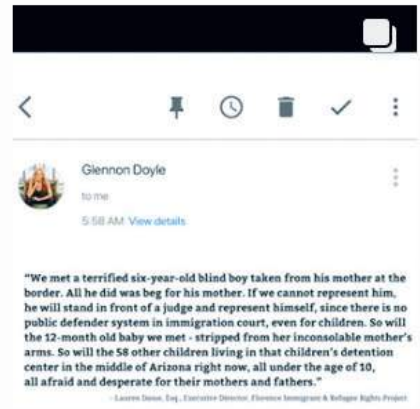 Glennon Doyle
to me
5:58 AM View details
"We met a terrified six-year-old blind boy taken from his mother at the
border. All he did was beg for his mother. If we cannot represent him,
he will stand in front of a judge and represent himself, since there is no
public defender system in immigration court, even for children. So will
the 12-month old baby we met - stripped from her inconsolable mother's
arms. So will the 58 other children living in that children's detention
center in the middle of Arizona right now, all under the age of 10,
all afraid and desperate for their mothers and fathers."
- Lauren Dasse, Esq., Executive Director, Florence Immigrant & Refugee Rights Project